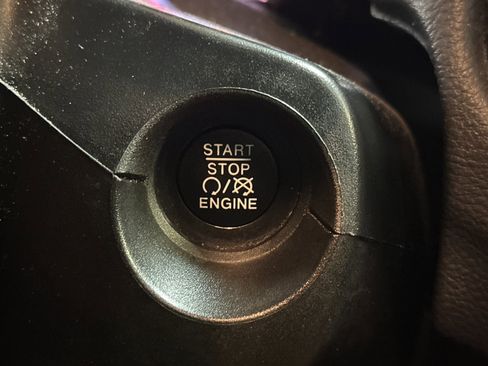 START
STOP
/
ENGINE